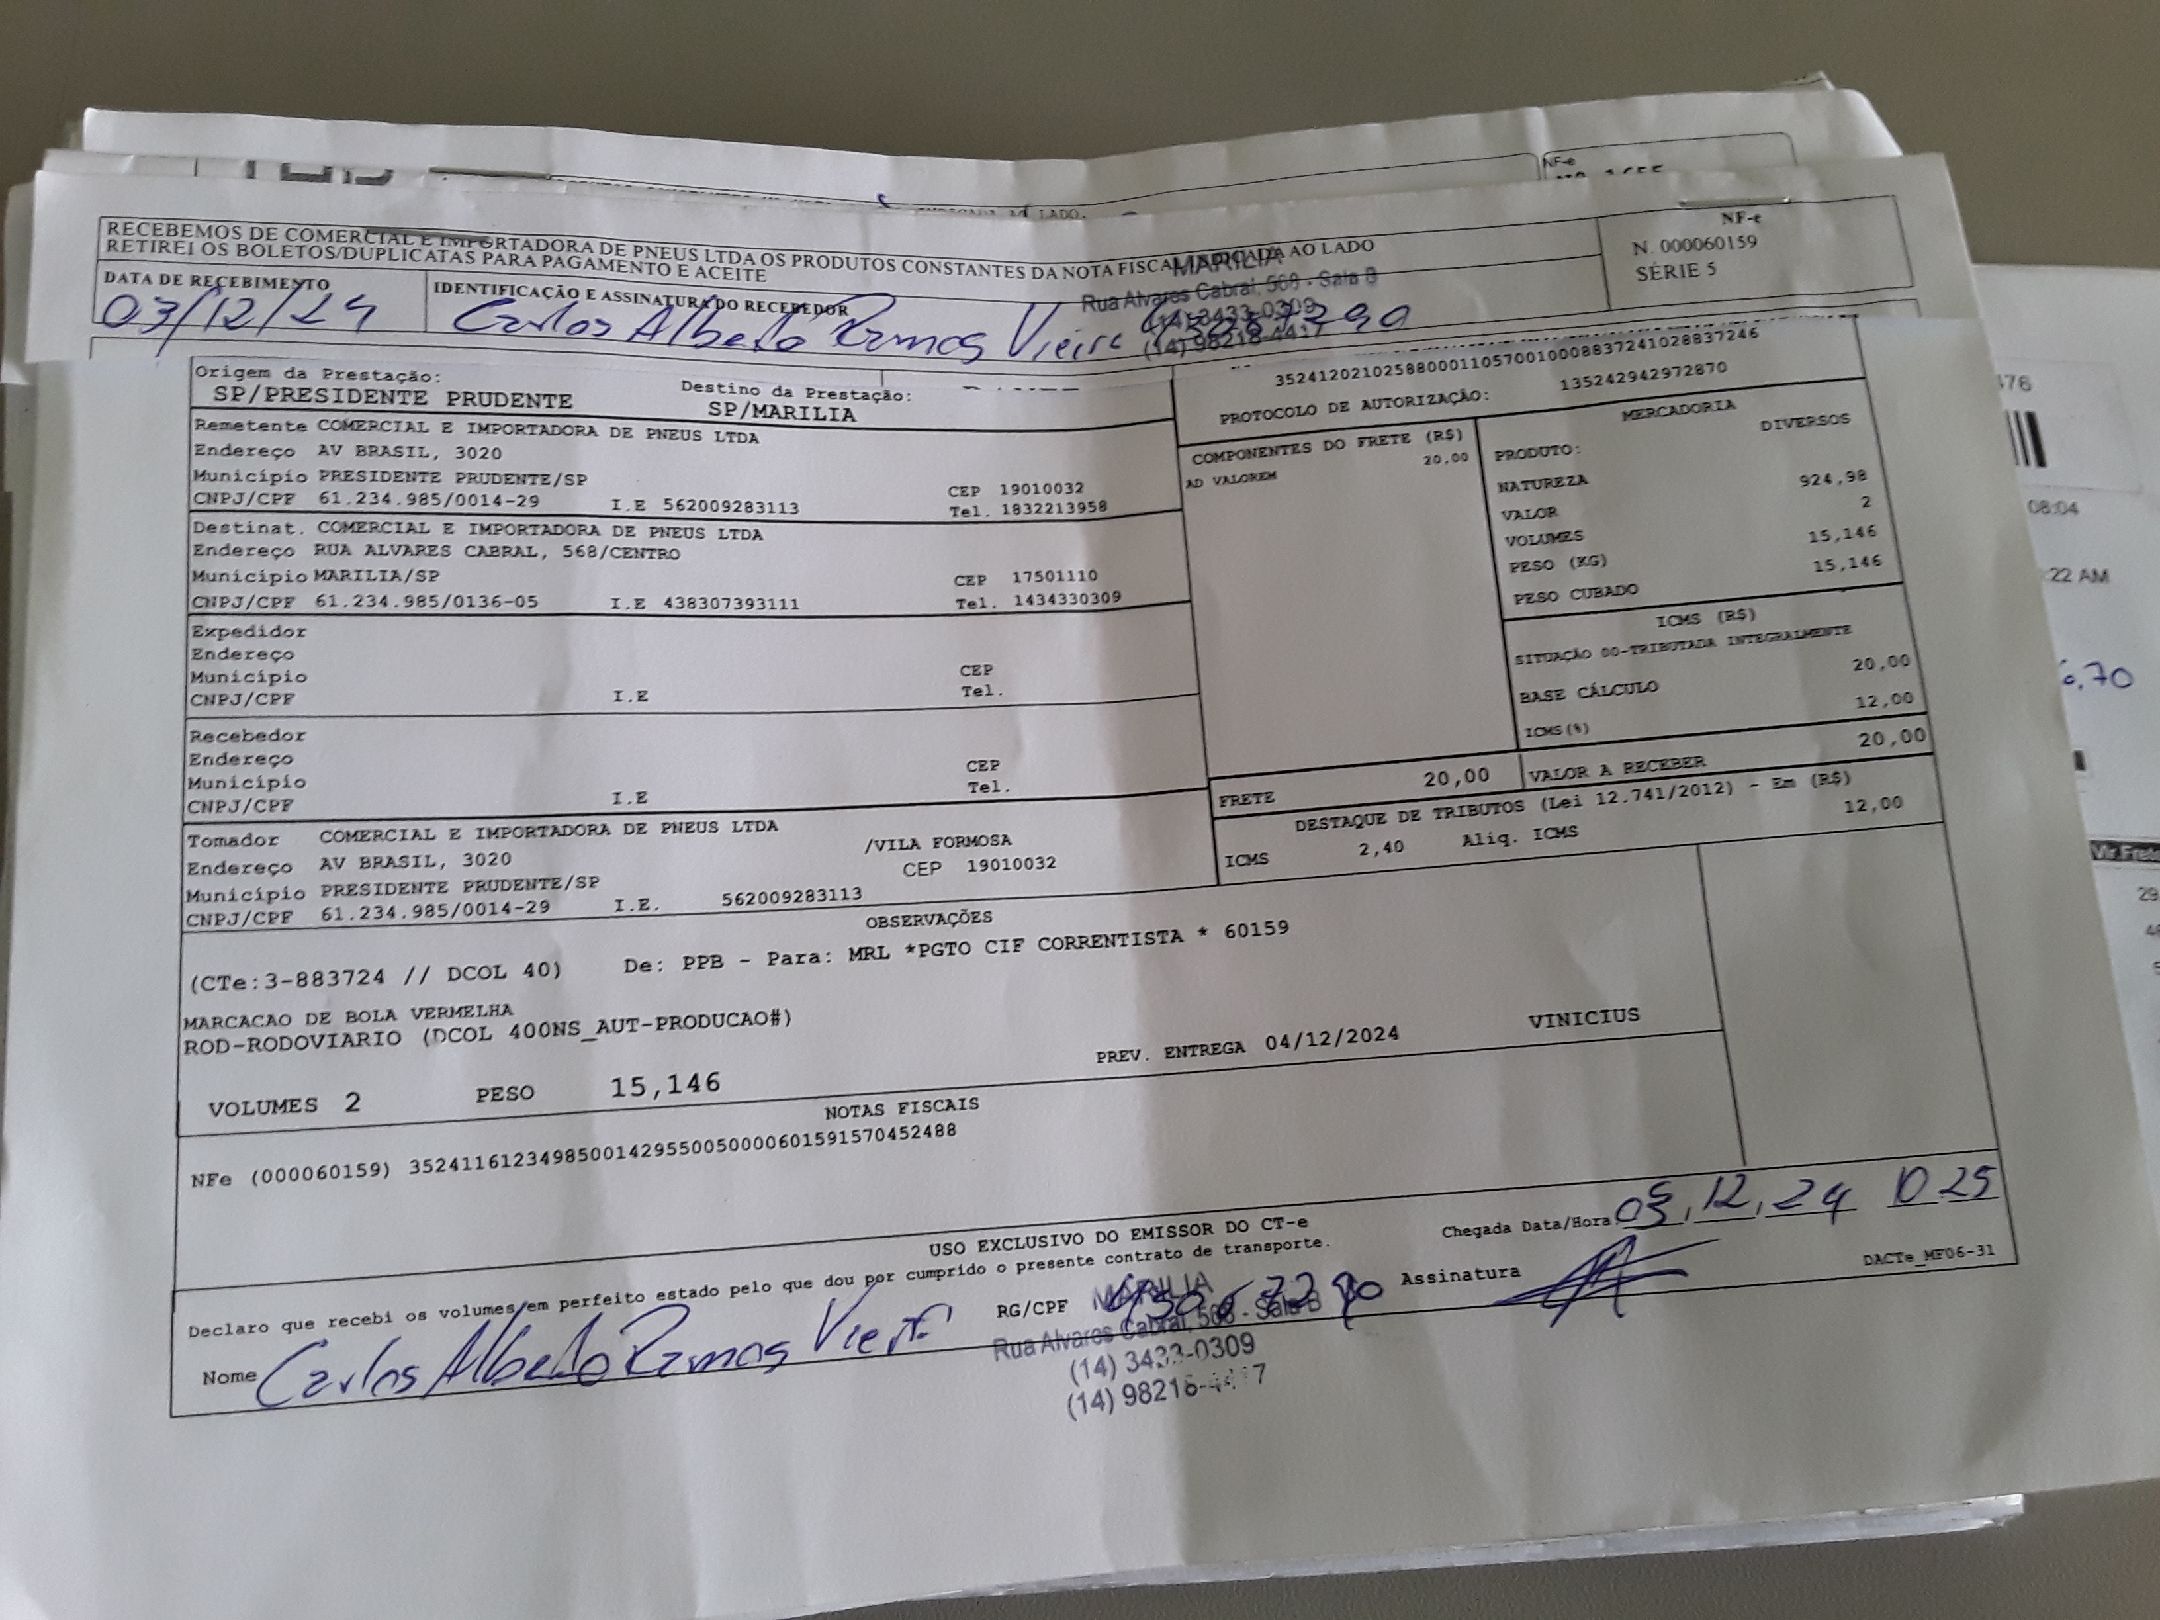 RECEBEMOS DE COMERCIAL E IMPORTADORA DE PNEUS LTDA OS PRODUTOS CONSTANTES DA NOTA FISCAL INDICADA AO LADO
RETIREI OS BOLETOS/DUPLICATAS PARA PAGAMENTO E ACEITE
NF-e
N. 000060159
SÉRIE 5
DATA DE RECEBIMENTO
03/12/24
IDENTIFICAÇÃO E ASSINATURA DO RECEBEDOR
Carlos Alberto Ramos Vieira
MARILIA
Rua Alvares Cabral, 568 - Sala B
(14) 3433-0309
(14) 98218-4417
Origem da Prestação:
SP/PRESIDENTE PRUDENTE
Destino da Prestação:
SP/MARILIA
35241202102588000110570010008837241028837246
PROTOCOLO DE AUTORIZAÇÃO: 135242942972870
Remetente COMERCIAL E IMPORTADORA DE PNEUS LTDA
Endereço AV BRASIL, 3020
Município PRESIDENTE PRUDENTE/SP CEP 19010032
CNPJ/CPF 61.234.985/0014-29 I.E 562009283113 Tel. 1832213958
Destinat. COMERCIAL E IMPORTADORA DE PNEUS LTDA
Endereço RUA ALVARES CABRAL, 568/CENTRO
Município MARILIA/SP CEP 17501110
CNPJ/CPF 61.234.985/0136-05 I.E 438307393111 Tel. 1434330309
Expedidor
Endereço
Município CEP
CNPJ/CPF I.E Tel.
Recebedor
Endereço
Município CEP
CNPJ/CPF I.E Tel.
Tomador COMERCIAL E IMPORTADORA DE PNEUS LTDA
Endereço AV BRASIL, 3020 /VILA FORMOSA
Município PRESIDENTE PRUDENTE/SP CEP 19010032
CNPJ/CPF 61.234.985/0014-29 I.E. 562009283113
COMPONENTES DO FRETE (R$)
AD VALOREM 20,00
MERCADORIA
PRODUTO: DIVERSOS
NATUREZA
VALOR 924,98
VOLUMES 2
PESO (KG) 15,146
PESO CUBADO 15,146
ICMS (R$)
SITUAÇÃO 00-TRIBUTADA INTEGRALMENTE
BASE CÁLCULO 20,00
ICMS(%) 12,00
FRETE 20,00 VALOR A RECEBER 20,00
DESTAQUE DE TRIBUTOS (Lei 12.741/2012) - Em (R$)
ICMS 2,40 Aliq. ICMS 12,00
OBSERVAÇÕES
(CTe:3-883724 // DCOL 40) De: PPB - Para: MRL *PGTO CIF CORRENTISTA * 60159
MARCACAO DE BOLA VERMELHA
ROD-RODOVIARIO (DCOL 400NS_AUT-PRODUCAO#)
PREV. ENTREGA 04/12/2024 VINICIUS
VOLUMES 2 PESO 15,146
NOTAS FISCAIS
NFe (000060159) 35241161234985001429550050000601591570452488
USO EXCLUSIVO DO EMISSOR DO CT-e
Declaro que recebi os volumes em perfeito estado pelo que dou por cumprido o presente contrato de transporte.
Chegada Data/Hora 03,12,24 10 25
Nome Carlos Alberto Ramos Vieira
RG/CPF
Assinatura
DACTe_MF06-31
MARILIA
Rua Alvares Cabral, 568 - Sala B
(14) 3433-0309
(14) 98218-4417
NF-e
08:04
:22 AM